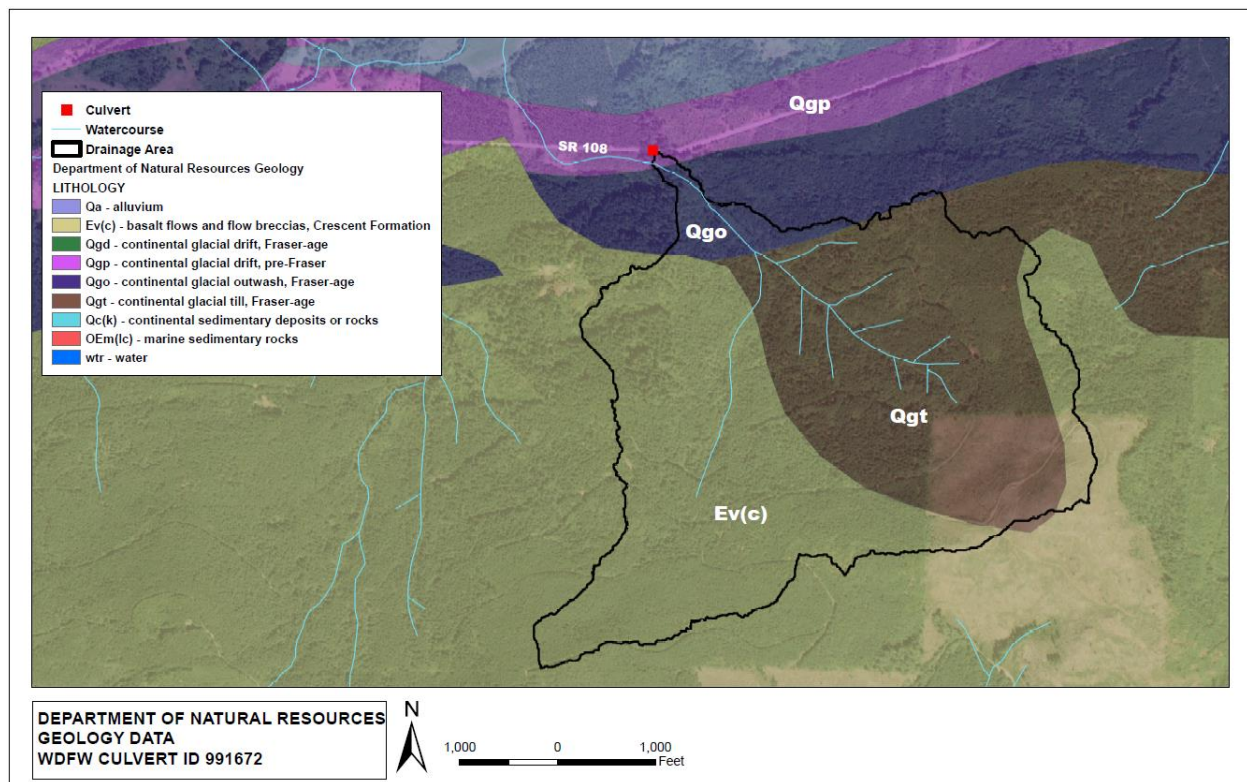 Qgp
SR 108
Culvert
Watercourse
Drainage Area
Department of Natural Resources Geology
LITHOLOGY
Qa - alluvium
Ev(c) - basalt flows and flow breccias, Crescent Formation
Qgd - continental glacial drift, Fraser-age
Qgp - continental glacial drift, pre-Fraser
Qgo - continental glacial outwash, Fraser-age
Qgt - continental glacial till, Fraser-age
Qc(k) - continental sedimentary deposits or rocks
OEm(lc) - marine sedimentary rocks
wtr - water
Qgo
Qgt
Ev(c)
DEPARTMENT OF NATURAL RESOURCES
GEOLOGY DATA
WDFW CULVERT ID 991672
N
1,000 0 1,000
Feet